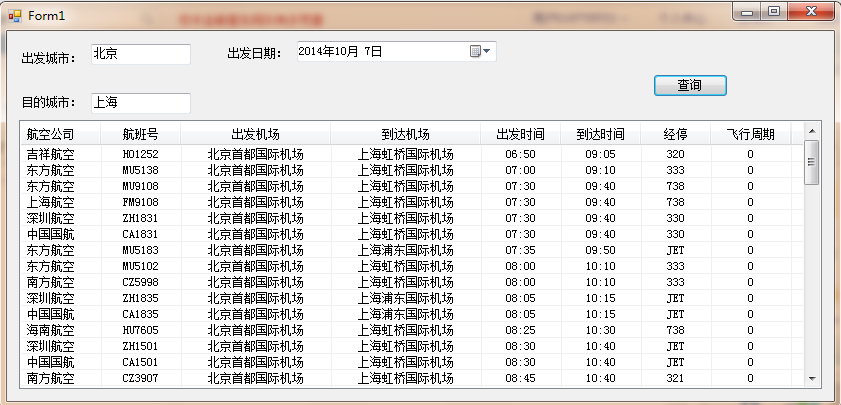 Form1
出发城市： 北京 出发日期： 2014年10月 7日
查询
目的城市： 上海
航空公司 航班号 出发机场 到达机场 出发时间 到达时间 经停 飞行周期
吉祥航空 HO1252 北京首都国际机场 上海虹桥国际机场 06:50 09:05 320 0
东方航空 MU5138 北京首都国际机场 上海虹桥国际机场 07:00 09:10 333 0
东方航空 MU9108 北京首都国际机场 上海虹桥国际机场 07:30 09:40 738 0
上海航空 FM9108 北京首都国际机场 上海虹桥国际机场 07:30 09:40 738 0
深圳航空 ZH1831 北京首都国际机场 上海虹桥国际机场 07:30 09:40 330 0
中国国航 CA1831 北京首都国际机场 上海虹桥国际机场 07:30 09:40 330 0
东方航空 MU5183 北京首都国际机场 上海浦东国际机场 07:35 09:50 JET 0
东方航空 MU5102 北京首都国际机场 上海虹桥国际机场 08:00 10:10 333 0
南方航空 CZ5998 北京首都国际机场 上海虹桥国际机场 08:00 10:10 333 0
深圳航空 ZH1835 北京首都国际机场 上海浦东国际机场 08:05 10:15 JET 0
中国国航 CA1835 北京首都国际机场 上海浦东国际机场 08:05 10:15 JET 0
海南航空 HU7605 北京首都国际机场 上海虹桥国际机场 08:25 10:30 738 0
深圳航空 ZH1501 北京首都国际机场 上海虹桥国际机场 08:30 10:40 JET 0
中国国航 CA1501 北京首都国际机场 上海虹桥国际机场 08:30 10:40 JET 0
南方航空 CZ3907 北京首都国际机场 上海虹桥国际机场 08:45 10:40 321 0